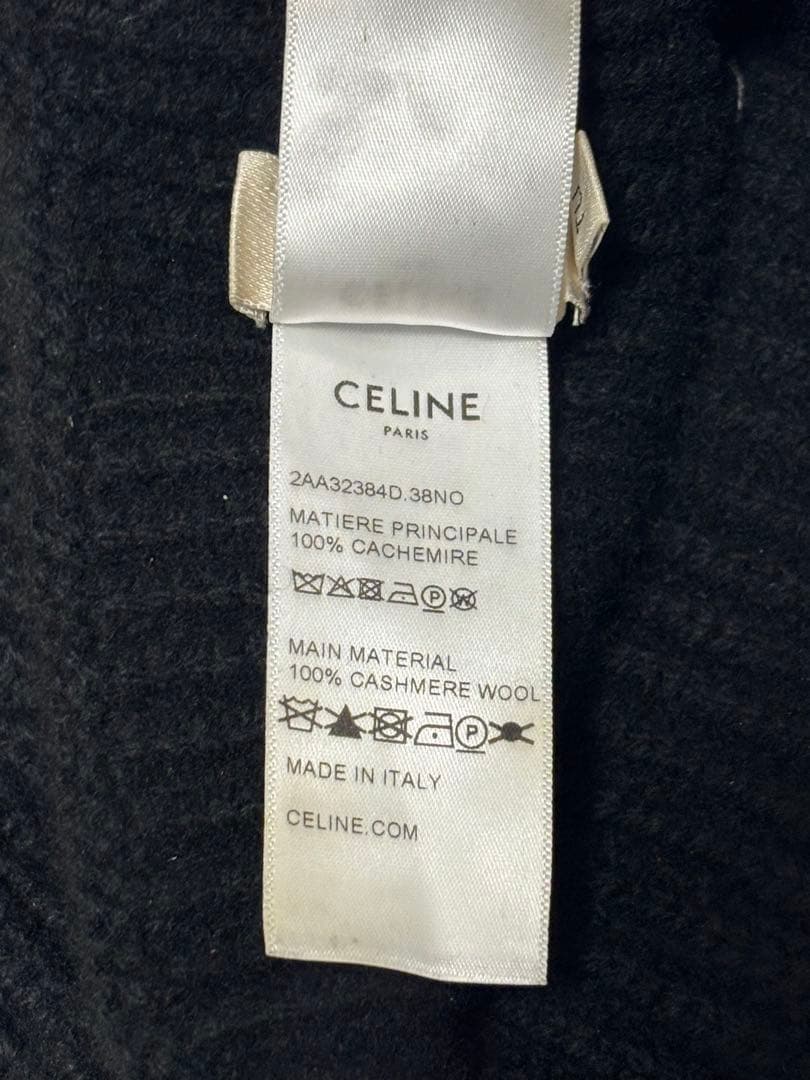 CELINE
PARIS
2AA32384D.38NO
MATIERE PRINCIPALE
100% CACHEMIRE
P W
MAIN MATERIAL
100% CASHMERE WOOL
P
MADE IN ITALY
CELINE.COM